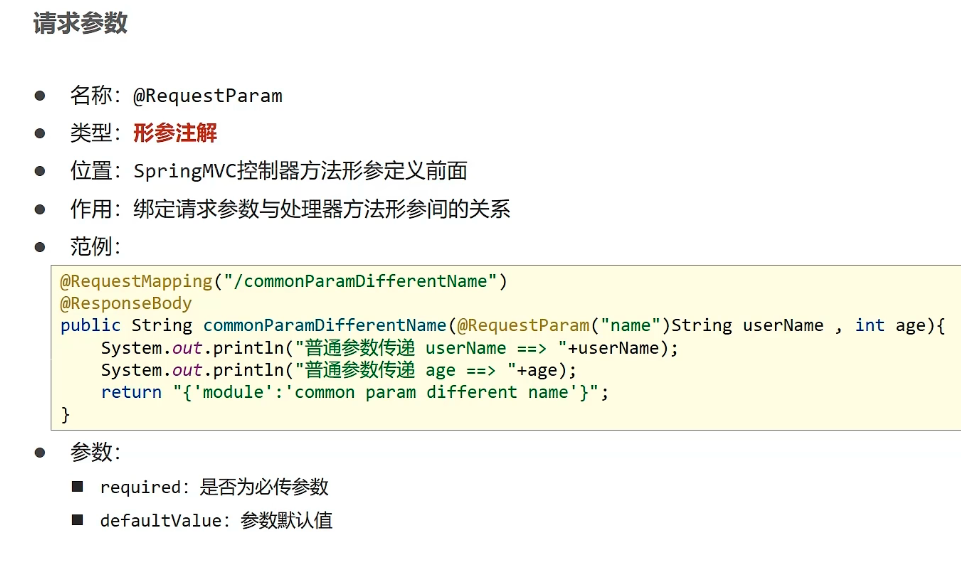 请求参数
● 名称：@RequestParam
● 类型：形参注解
● 位置：SpringMVC控制器方法形参定义前面
● 作用：绑定请求参数与处理器方法形参间的关系
● 范例：
@RequestMapping("/commonParamDifferentName")
@ResponseBody
public String commonParamDifferentName(@RequestParam("name")String userName , int age){
    System.out.println("普通参数传递 userName ==> "+userName);
    System.out.println("普通参数传递 age ==> "+age);
    return "{'module':'common param different name'}";
}
● 参数：
■ required：是否为必传参数
■ defaultValue：参数默认值